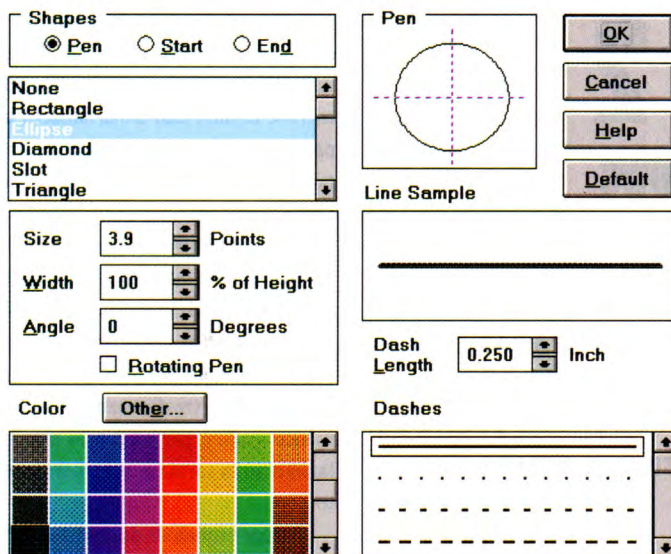 Shapes
Pen Start End
None
Rectangle
Ellipse
Diamond
Slot
Triangle
Pen
OK
Cancel
Help
Default
Line Sample
Size 3.9 Points
Width 100 % of Height
Angle 0 Degrees
Rotating Pen
Dash Length 0.250 Inch
Color Other...
Dashes